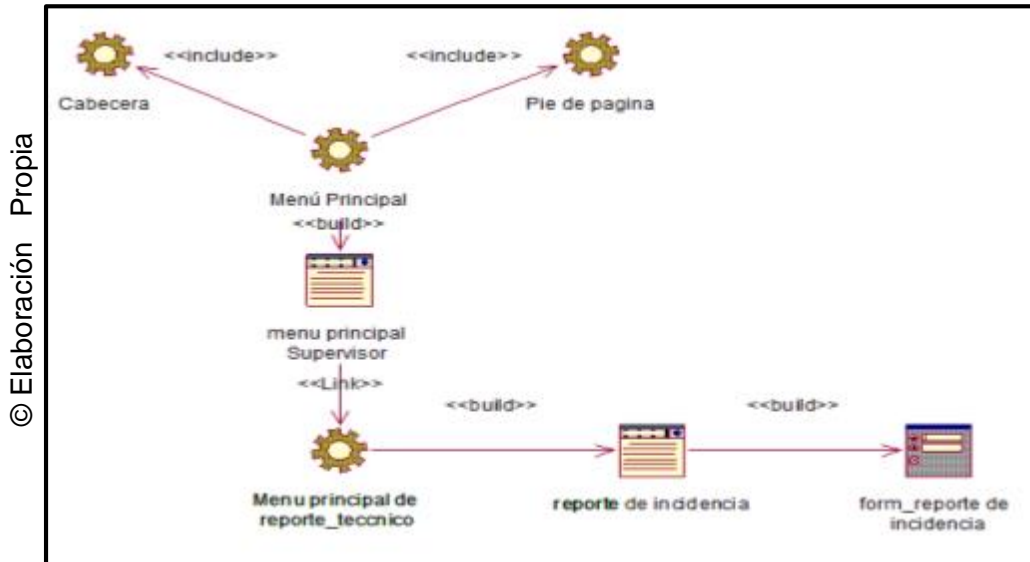 © Elaboración Propia
<<include>>
<<include>>
Cabecera
Pie de pagina
Menú Principal
<<build>>
menu principal
Supervisor
<<Link>>
<<build>>
<<build>>
Menu principal de
reporte_teccnico
reporte de incidencia
form_reporte de
incidencia